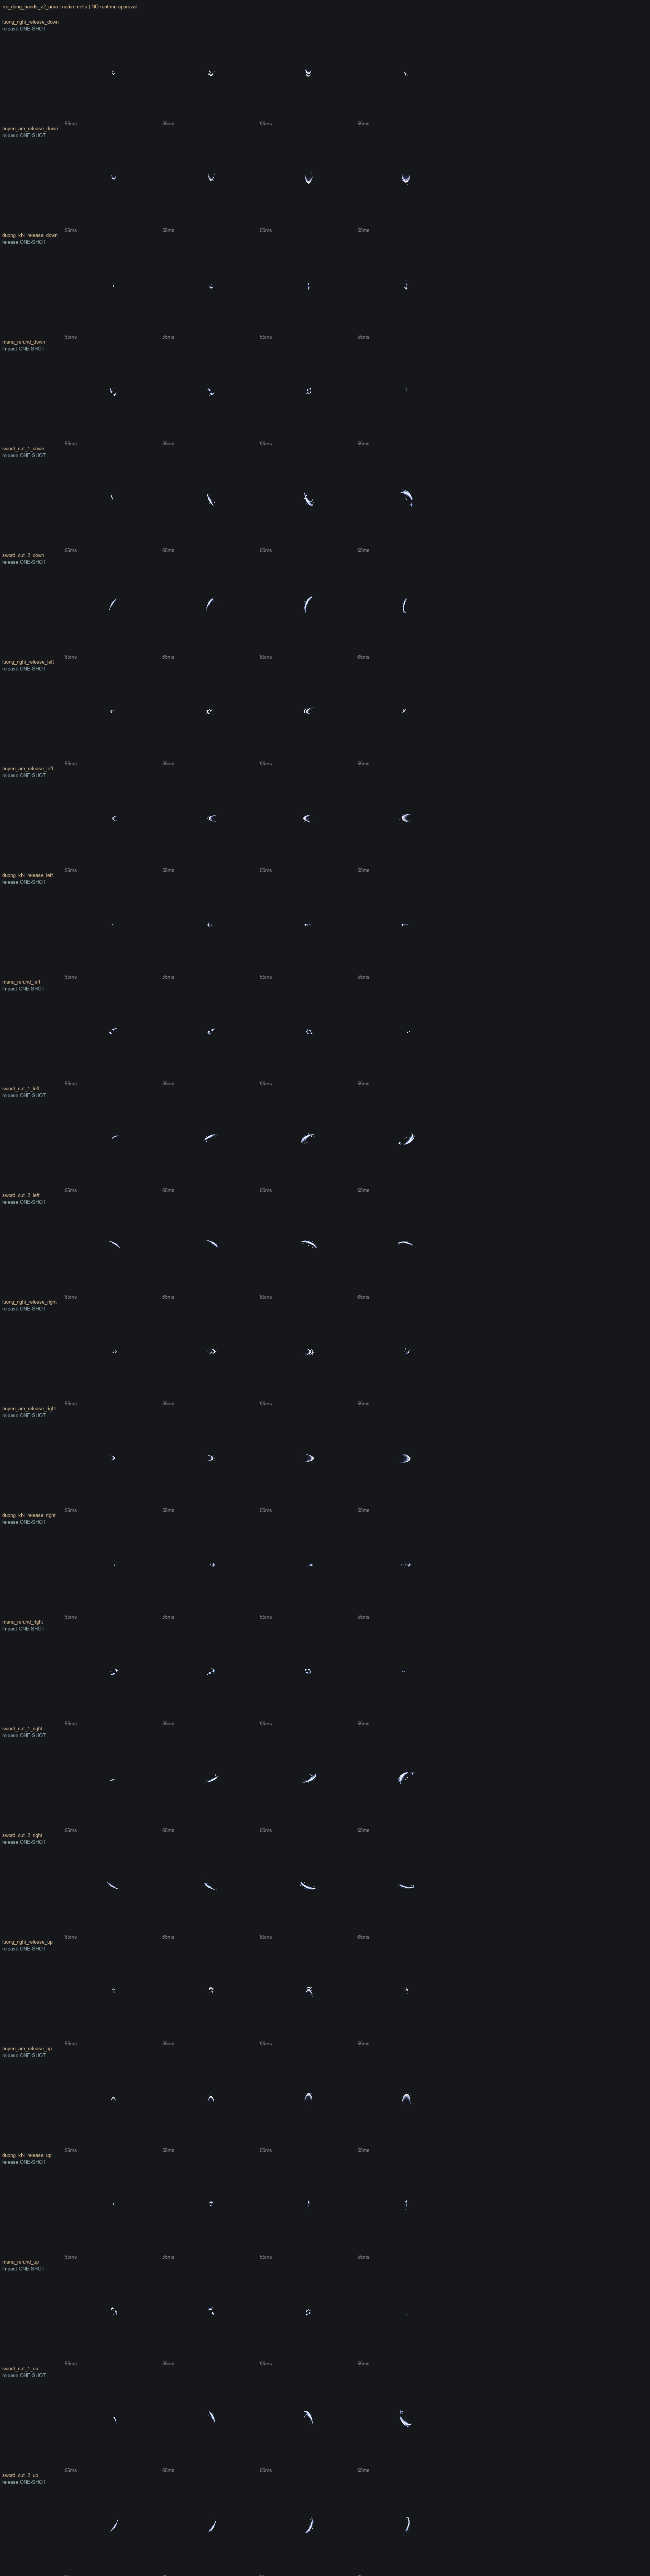 vo_dang_hands_v2_aura | native cells | NO runtime approval
luong_nghi_release_down
release ONE-SHOT
55ms 55ms 55ms 55ms
huyen_am_release_down
release ONE-SHOT
55ms 55ms 55ms 55ms
duong_khi_release_down
release ONE-SHOT
55ms 55ms 55ms 55ms
mana_refund_down
impact ONE-SHOT
55ms 55ms 55ms 55ms
sword_cut_1_down
release ONE-SHOT
65ms 65ms 65ms 65ms
sword_cut_2_down
release ONE-SHOT
65ms 65ms 65ms 65ms
luong_nghi_release_left
release ONE-SHOT
55ms 55ms 55ms 55ms
huyen_am_release_left
release ONE-SHOT
55ms 55ms 55ms 55ms
duong_khi_release_left
release ONE-SHOT
55ms 55ms 55ms 55ms
mana_refund_left
impact ONE-SHOT
55ms 55ms 55ms 55ms
sword_cut_1_left
release ONE-SHOT
65ms 65ms 65ms 65ms
sword_cut_2_left
release ONE-SHOT
65ms 65ms 65ms 65ms
luong_nghi_release_right
release ONE-SHOT
55ms 55ms 55ms 55ms
huyen_am_release_right
release ONE-SHOT
55ms 55ms 55ms 55ms
duong_khi_release_right
release ONE-SHOT
55ms 55ms 55ms 55ms
mana_refund_right
impact ONE-SHOT
55ms 55ms 55ms 55ms
sword_cut_1_right
release ONE-SHOT
65ms 65ms 65ms 65ms
sword_cut_2_right
release ONE-SHOT
65ms 65ms 65ms 65ms
luong_nghi_release_up
release ONE-SHOT
55ms 55ms 55ms 55ms
huyen_am_release_up
release ONE-SHOT
55ms 55ms 55ms 55ms
duong_khi_release_up
release ONE-SHOT
55ms 55ms 55ms 55ms
mana_refund_up
impact ONE-SHOT
55ms 55ms 55ms 55ms
sword_cut_1_up
release ONE-SHOT
65ms 65ms 65ms 65ms
sword_cut_2_up
release ONE-SHOT